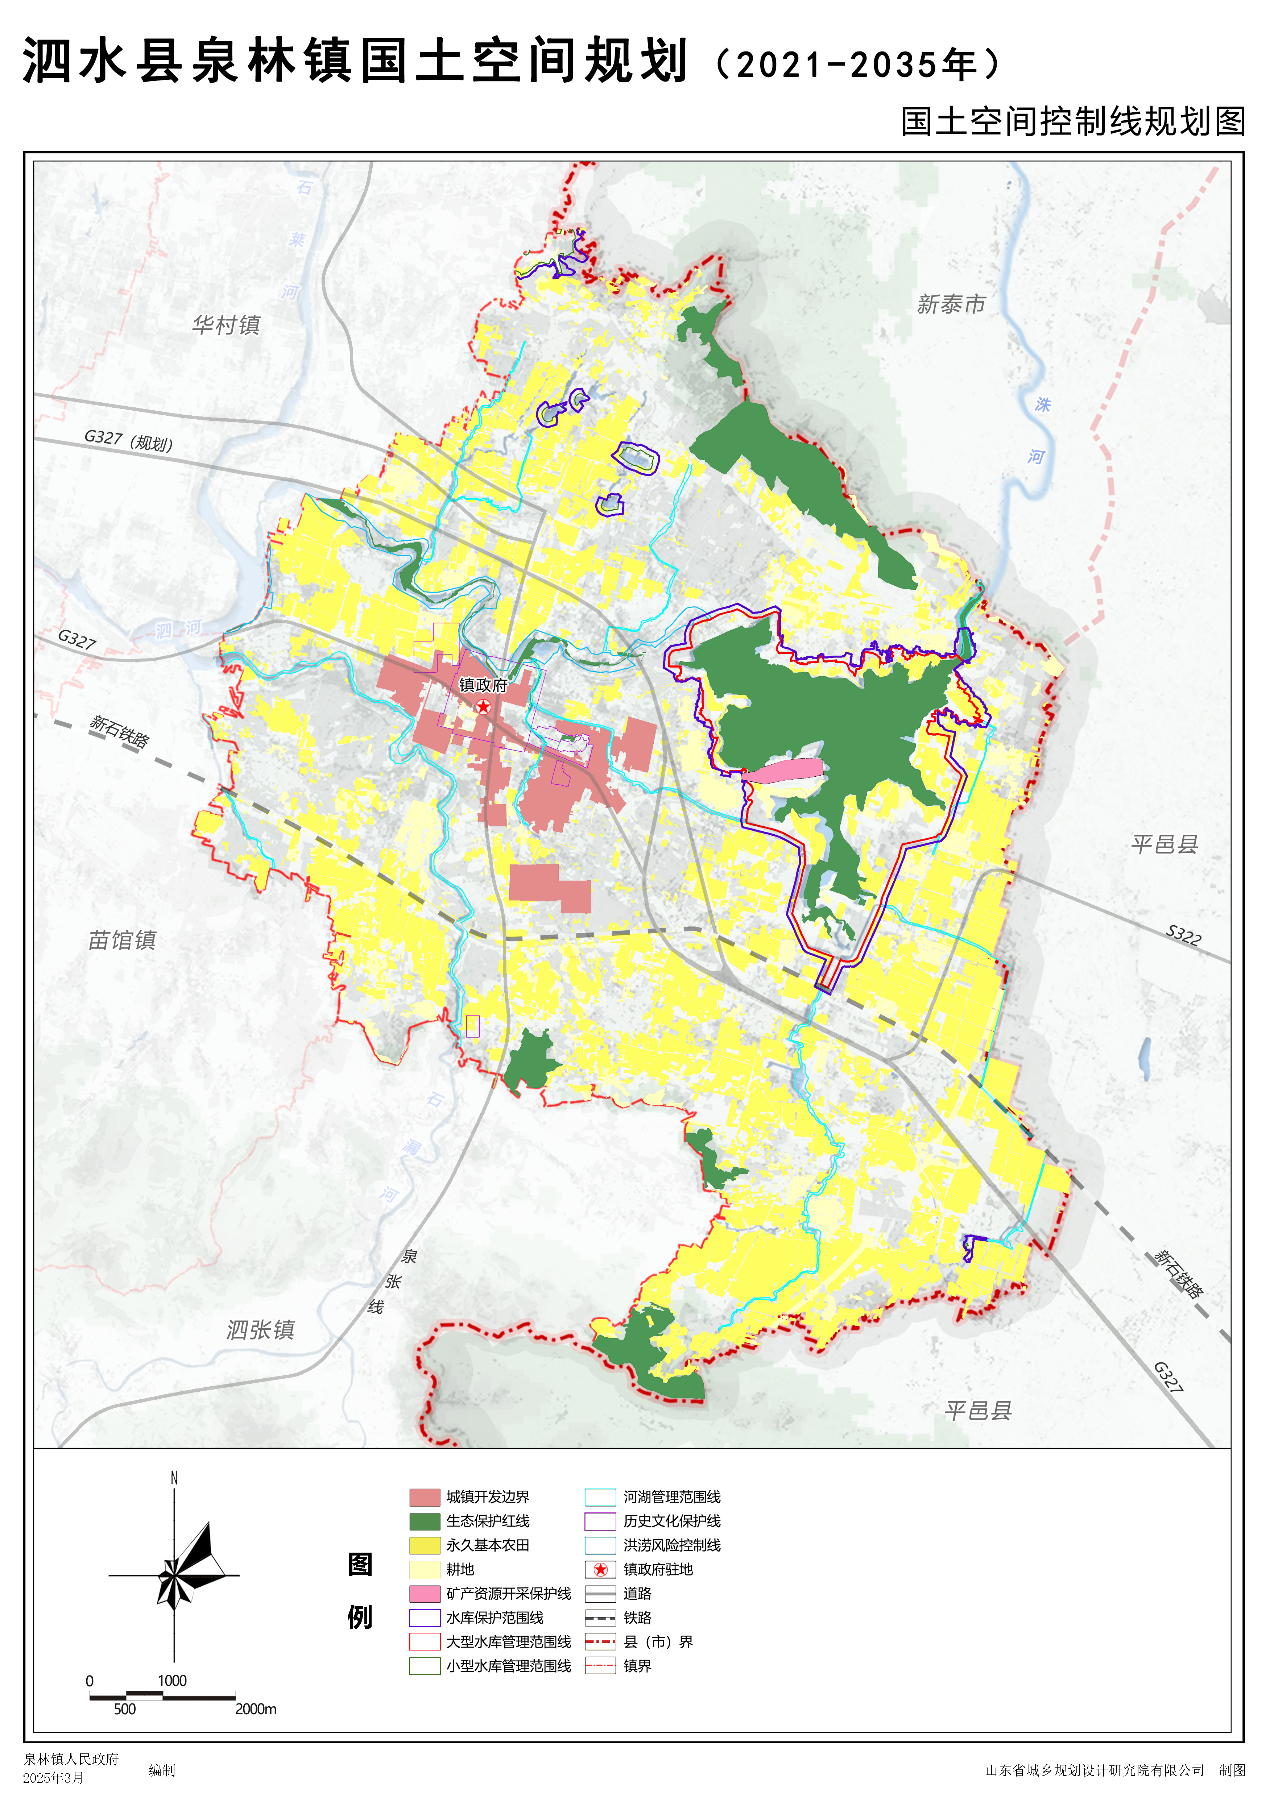 泗水县泉林镇国土空间规划（2021-2035年）
国土空间控制线规划图
石
莱
河
华村镇
新泰市
洙
河
G327（规划）
G327
泗 河
镇政府
新石铁路
平邑县
S322
苗馆镇
石
漏
河
泉
张
线
泗张镇
新石铁路
G327
平邑县
N
0 1000
500 2000m
图
例
城镇开发边界
生态保护红线
永久基本农田
耕地
矿产资源开采保护线
水库保护范围线
大型水库管理范围线
小型水库管理范围线
河湖管理范围线
历史文化保护线
洪涝风险控制线
镇政府驻地
道路
铁路
县（市）界
镇界
泉林镇人民政府
2025年3月
编制
山东省城乡规划设计研究院有限公司 制图